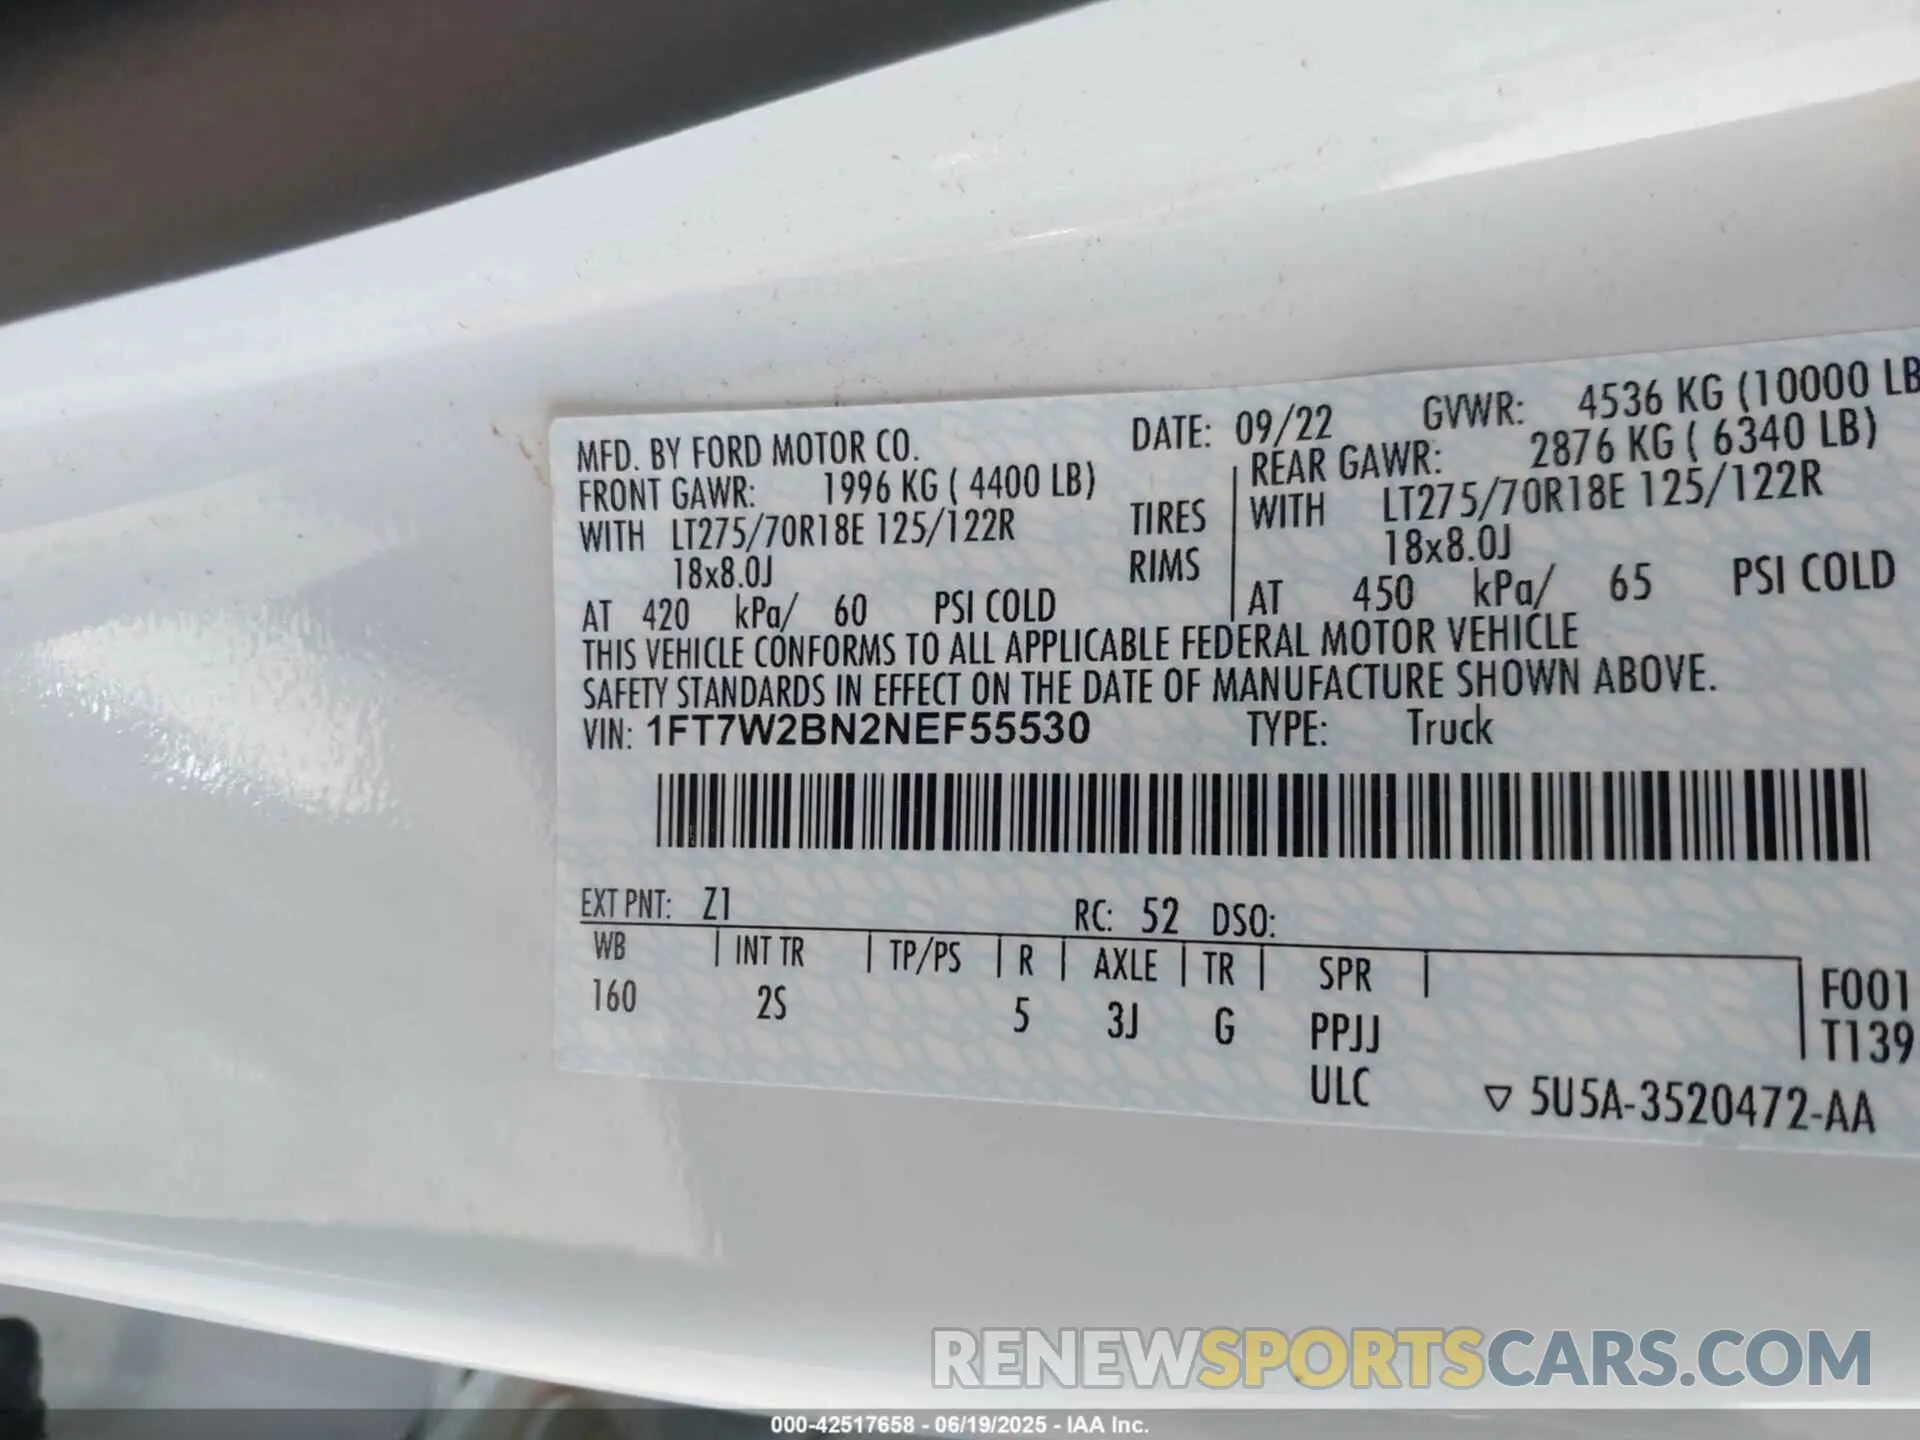 MFD. BY FORD MOTOR CO. DATE: 09/22 GVWR: 4536 KG (10000 LB
FRONT GAWR: 1996 KG ( 4400 LB) REAR GAWR: 2876 KG ( 6340 LB)
WITH LT275/70R18E 125/122R TIRES WITH LT275/70R18E 125/122R
18x8.0J RIMS 18x8.0J
AT 420 kPa/ 60 PSI COLD AT 450 kPa/ 65 PSI COLD
THIS VEHICLE CONFORMS TO ALL APPLICABLE FEDERAL MOTOR VEHICLE
SAFETY STANDARDS IN EFFECT ON THE DATE OF MANUFACTURE SHOWN ABOVE.
VIN: 1FT7W2BN2NEF55530 TYPE: Truck
EXT PNT: Z1 RC: 52 DSO:
WB INT TR TP/PS R AXLE TR SPR F001
160 2S 5 3J G PPJJ T139
ULC ▽ 5U5A-3520472-AA
RENEWSPORTSCARS.COM
000-42517658 - 06/19/2025 - IAA Inc.